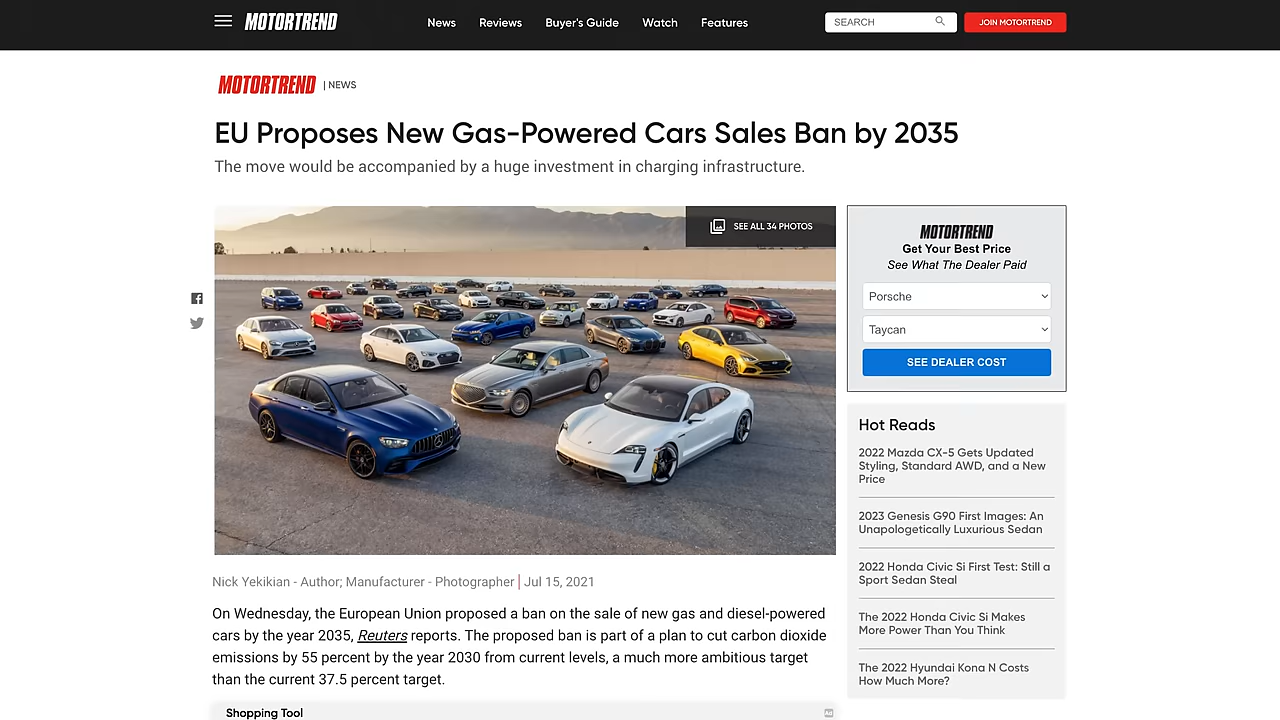 MOTORTREND
News Reviews Buyer's Guide Watch Features
SEARCH
JOIN MOTORTREND
MOTORTREND | NEWS
EU Proposes New Gas-Powered Cars Sales Ban by 2035
The move would be accompanied by a huge investment in charging infrastructure.
SEE ALL 34 PHOTOS
Nick Yekikian - Author; Manufacturer - Photographer | Jul 15, 2021
On Wednesday, the European Union proposed a ban on the sale of new gas and diesel-powered
cars by the year 2035, Reuters reports. The proposed ban is part of a plan to cut carbon dioxide
emissions by 55 percent by the year 2030 from current levels, a much more ambitious target
than the current 37.5 percent target.
Shopping Tool
Ad
MOTORTREND
Get Your Best Price
See What The Dealer Paid
Porsche
Taycan
SEE DEALER COST
Hot Reads
2022 Mazda CX-5 Gets Updated
Styling, Standard AWD, and a New
Price
2023 Genesis G90 First Images: An
Unapologetically Luxurious Sedan
2022 Honda Civic Si First Test: Still a
Sport Sedan Steal
The 2022 Honda Civic Si Makes
More Power Than You Think
The 2022 Hyundai Kona N Costs
How Much More?